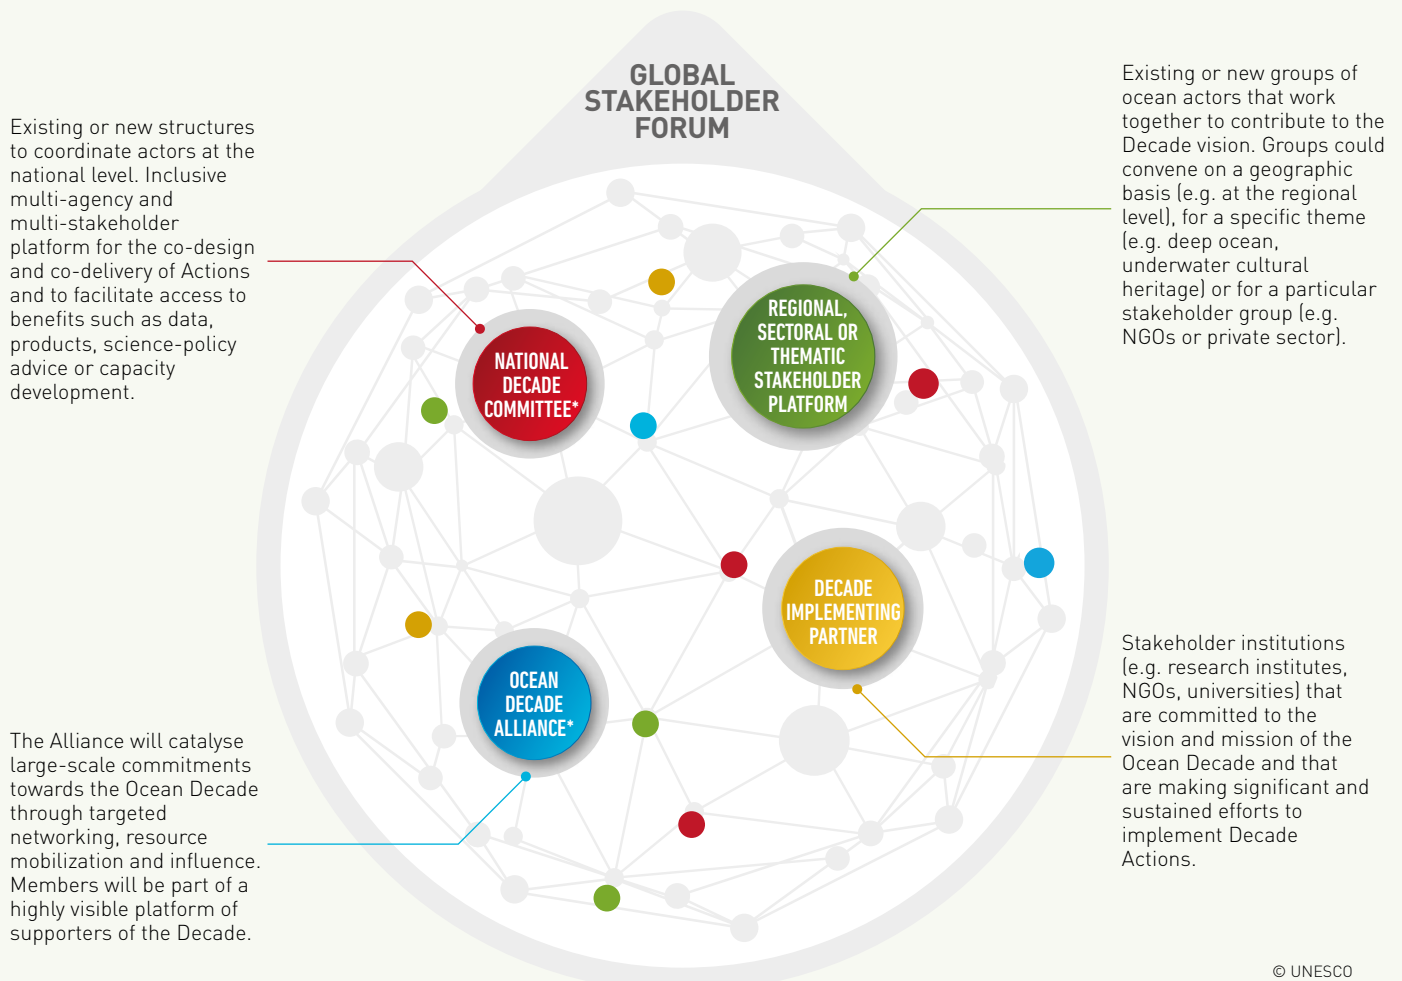 GLOBAL
STAKEHOLDER
FORUM
Existing or new structures
to coordinate actors at the
national level. Inclusive
multi-agency and
multi-stakeholder
platform for the co-design
and co-delivery of Actions
and to facilitate access to
benefits such as data,
products, science-policy
advice or capacity
development.
Existing or new groups of
ocean actors that work
together to contribute to the
Decade vision. Groups could
convene on a geographic
basis (e.g. at the regional
level), for a specific theme
(e.g. deep ocean,
underwater cultural
heritage) or for a particular
stakeholder group (e.g.
NGOs or private sector).
NATIONAL
DECADE
COMMITTEE*
REGIONAL,
SECTORAL OR
THEMATIC
STAKEHOLDER
PLATFORM
DECADE
IMPLEMENTING
PARTNER
OCEAN
DECADE
ALLIANCE*
The Alliance will catalyse
large-scale commitments
towards the Ocean Decade
through targeted
networking, resource
mobilization and influence.
Members will be part of a
highly visible platform of
supporters of the Decade.
Stakeholder institutions
(e.g. research institutes,
NGOs, universities) that
are committed to the
vision and mission of the
Ocean Decade and that
are making significant and
sustained efforts to
implement Decade
Actions.
© UNESCO